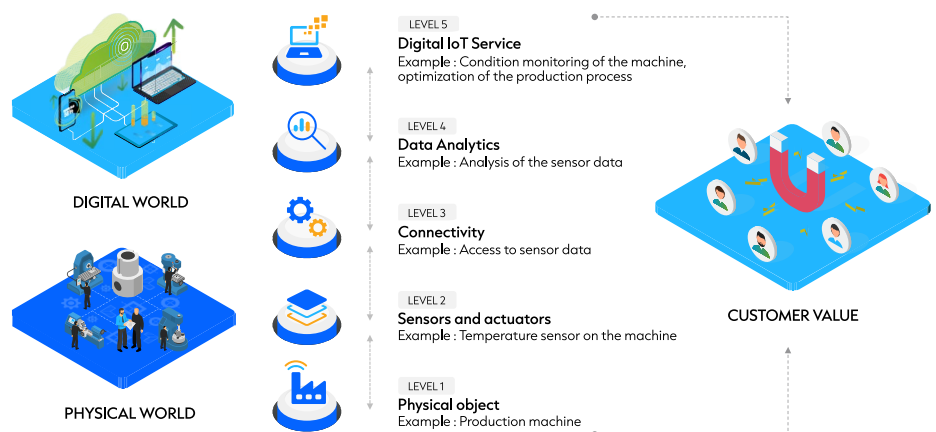 DIGITAL WORLD
PHYSICAL WORLD
LEVEL 5
Digital IoT Service
Example : Condition monitoring of the machine,
optimization of the production process
LEVEL 4
Data Analytics
Example : Analysis of the sensor data
LEVEL 3
Connectivity
Example : Access to sensor data
LEVEL 2
Sensors and actuators
Example : Temperature sensor on the machine
LEVEL 1
Physical object
Example : Production machine
CUSTOMER VALUE